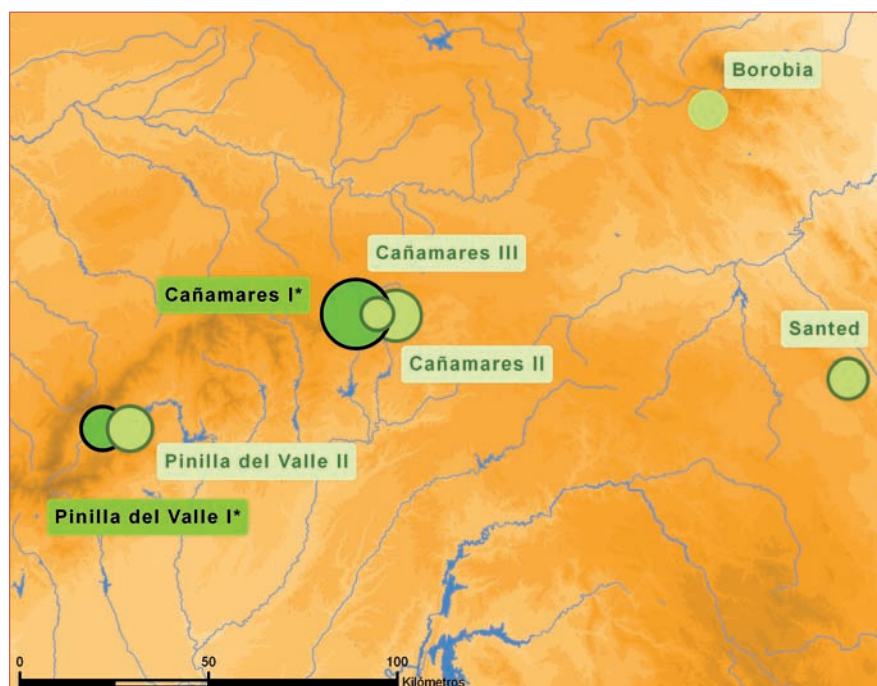 Borobia
Cañamares III
Cañamares I*
Santed
Cañamares II
Pinilla del Valle II
Pinilla del Valle I*
0 50 100
Kilómetros